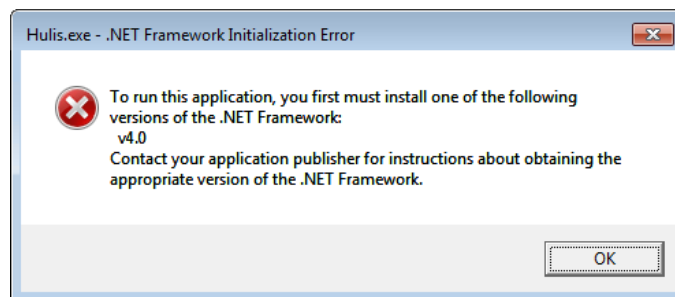 Hulis.exe - .NET Framework Initialization Error
To run this application, you first must install one of the following
versions of the .NET Framework:
v4.0
Contact your application publisher for instructions about obtaining the
appropriate version of the .NET Framework.
OK